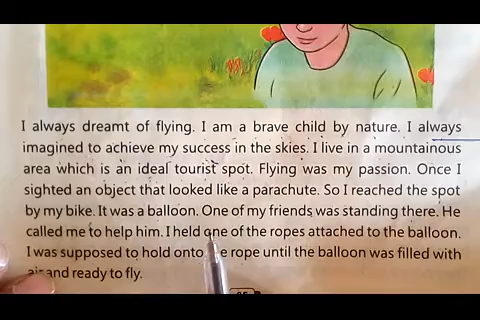 I always dreamt of flying. I am a brave child by nature. I always
imagined to achieve my success in the skies. I live in a mountainous
area which is an ideal tourist spot. Flying was my passion. Once I
sighted an object that looked like a parachute. So I reached the spot
by my bike. It was a balloon. One of my friends was standing there. He
called me to help him. I held one of the ropes attached to the balloon.
I was supposed to hold onto rope until the balloon was filled with
air and ready to fly.